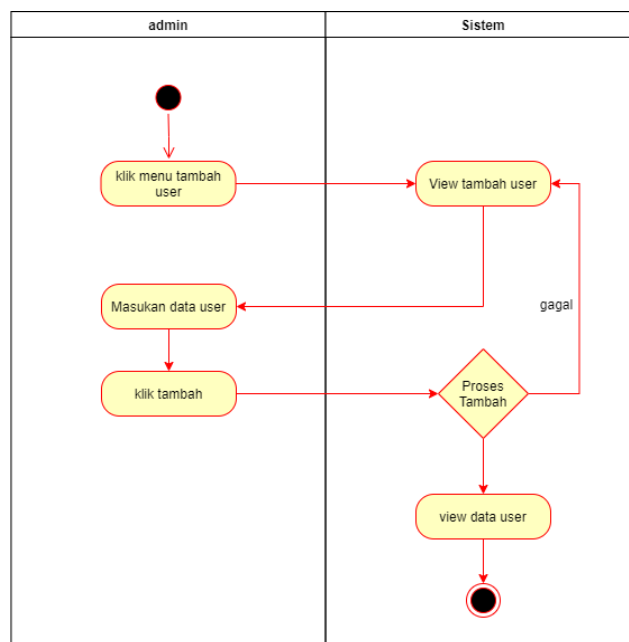 admin
Sistem
klik menu tambah
user
View tambah user
Masukan data user
gagal
klik tambah
Proses
Tambah
view data user